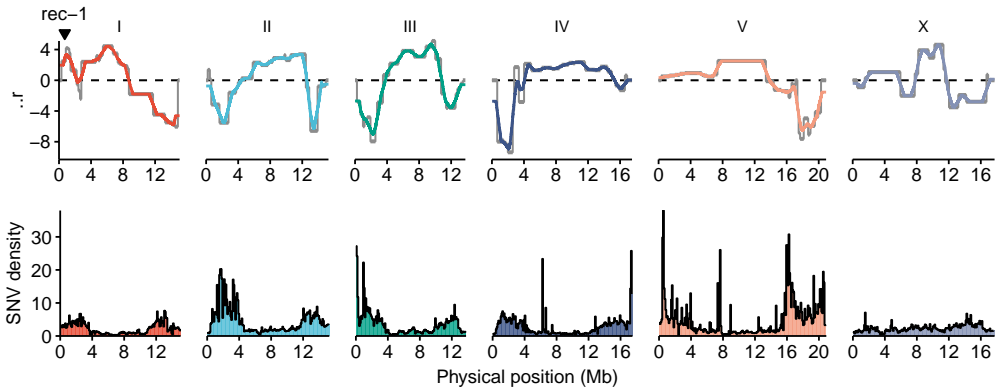 rec−1
I II III IV V X
4
0
−4
−8
..r
0 4 8 12 0 4 8 12 0 4 8 12 0 4 8 12 16 0 4 8 12 16 20 0 4 8 12 16
30
20
10
0
SNV density
0 4 8 12 0 4 8 12 0 4 8 12 0 4 8 12 16 0 4 8 12 16 20 0 4 8 12 16
Physical position (Mb)